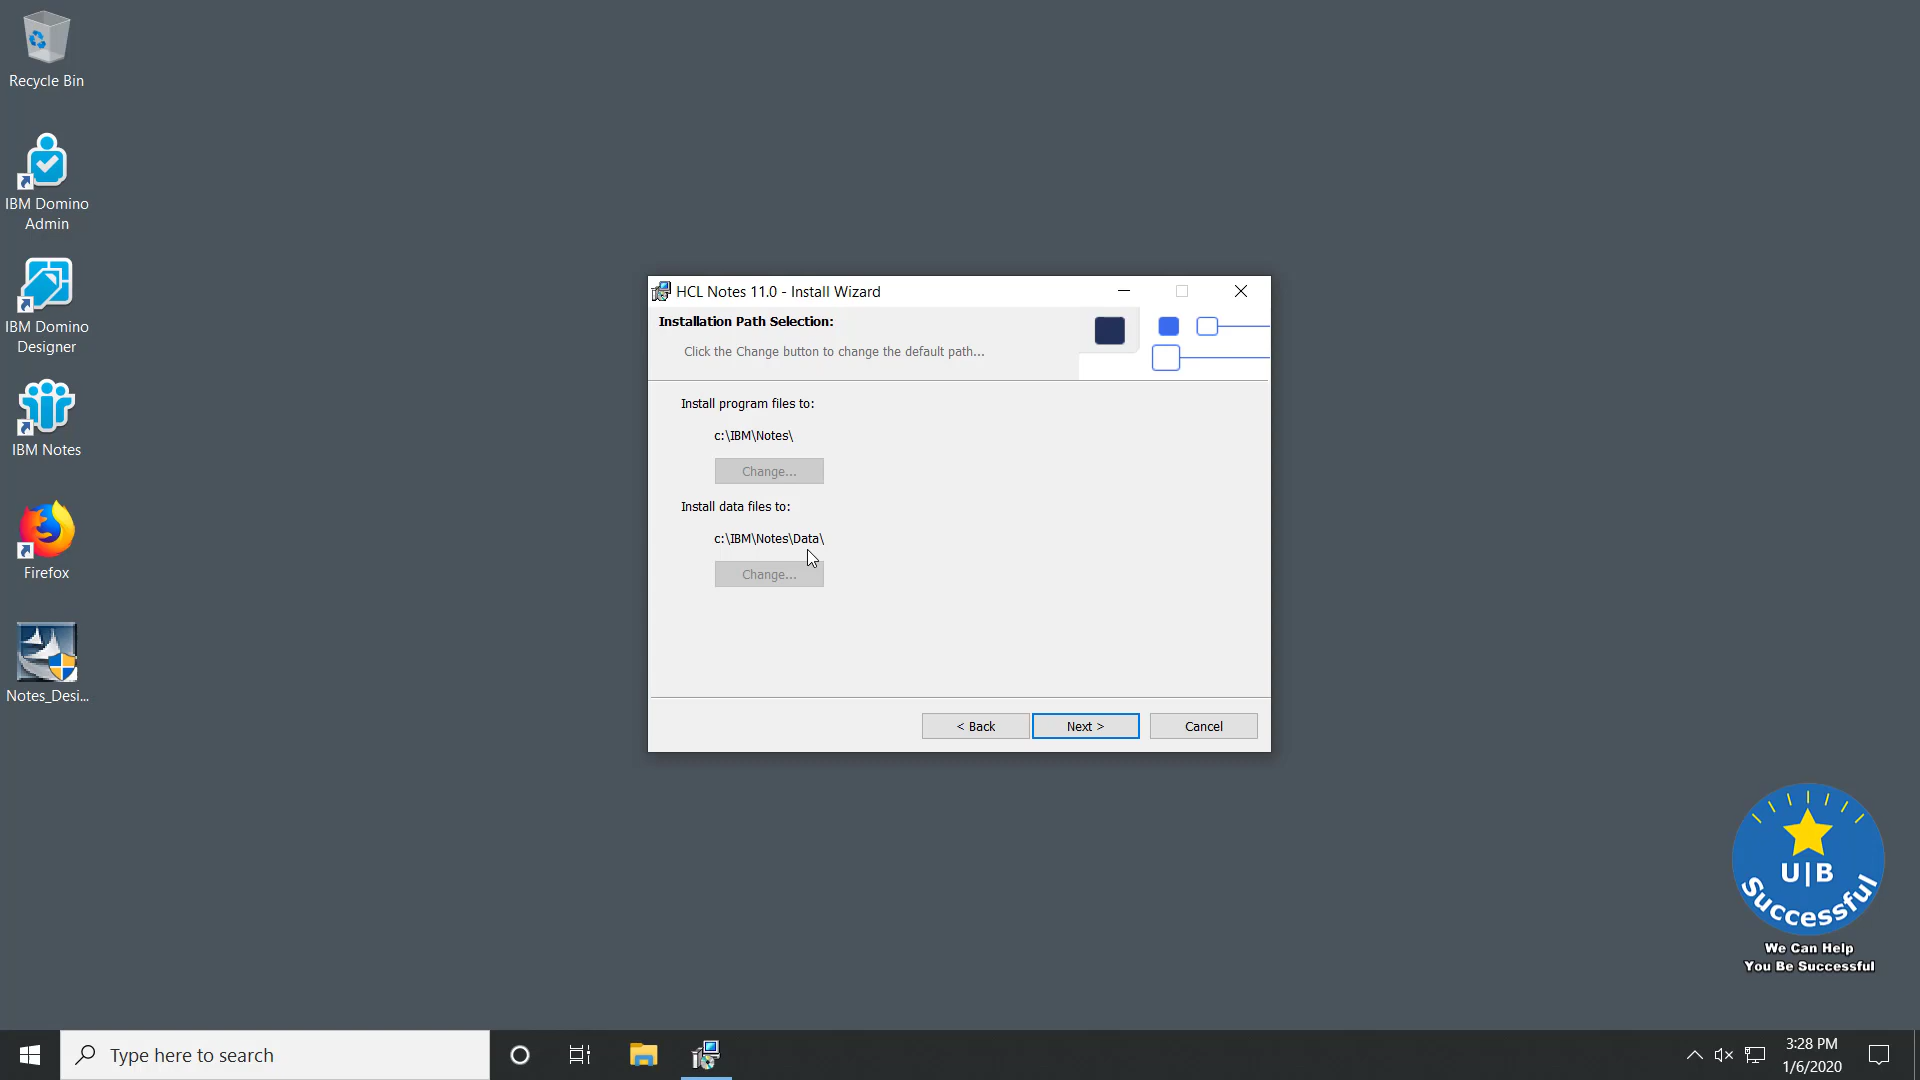 Recycle Bin
IBM Domino
Admin
IBM Domino
Designer
IBM Notes
Firefox
Notes_Desi...
HCL Notes 11.0 - Install Wizard
Installation Path Selection:
Click the Change button to change the default path...
Install program files to:
c:\IBM\Notes\
Change...
Install data files to:
c:\IBM\Notes\Data\
Change...
< Back
Next >
Cancel
U|B
Successful
We Can Help
You Be Successful
Type here to search
3:28 PM
1/6/2020